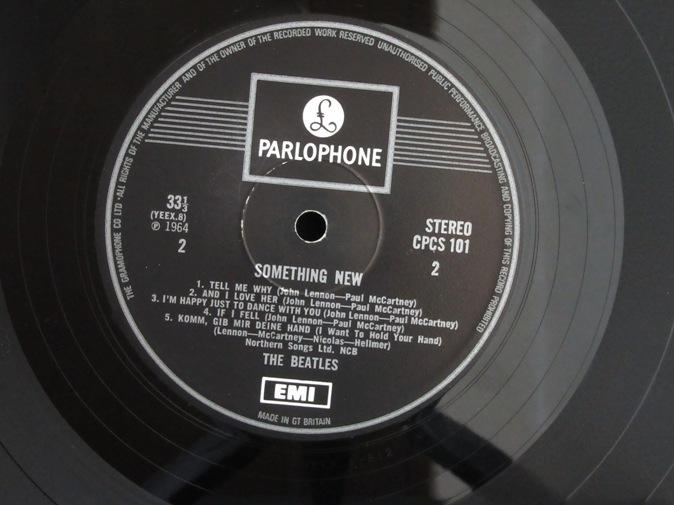 THE GRAMOPHONE CO LTD · ALL RIGHTS OF THE MANUFACTURER AND OF THE OWNER OF THE RECORDED WORK RESERVED UNAUTHORISED PUBLIC PERFORMANCE BROADCASTING AND COPYING OF THIS RECORD PROHIBITED
£
PARLOPHONE
33⅓
(YEEX.8)
℗ 1964
2
STEREO
CPCS 101
2
SOMETHING NEW
1. TELL ME WHY (John Lennon—Paul McCartney)
2. AND I LOVE HER (John Lennon—Paul McCartney)
3. I'M HAPPY JUST TO DANCE WITH YOU (John Lennon—Paul McCartney)
4. IF I FELL (John Lennon—Paul McCartney)
5. KOMM, GIB MIR DEINE HAND (I Want To Hold Your Hand)
(Lennon—McCartney—Nicolas—Hellmer)
Northern Songs Ltd. NCB
THE BEATLES
EMI
MADE IN GT BRITAIN